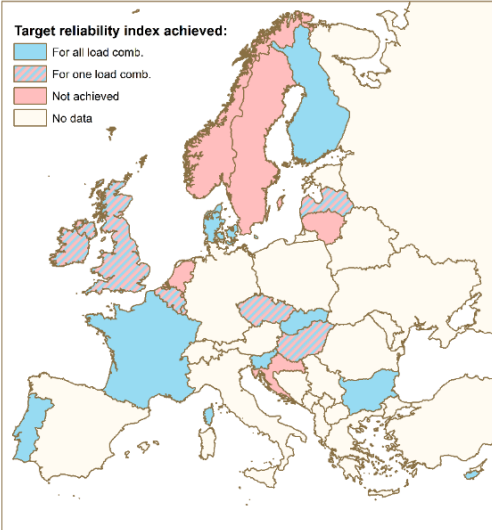 Target reliability index achieved:
For all load comb.
For one load comb.
Not achieved
No data